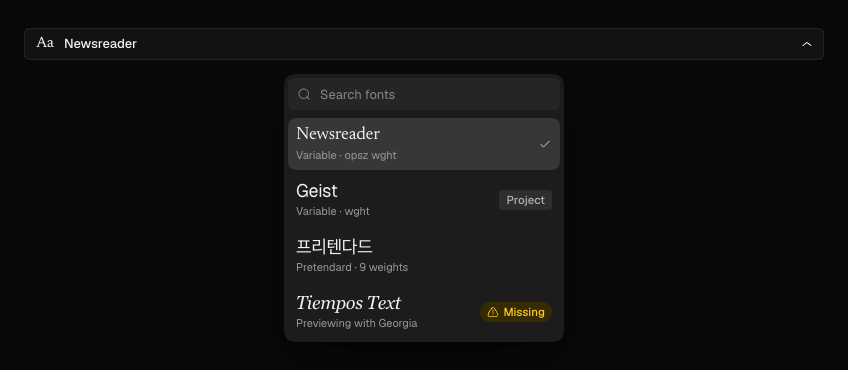 Aa Newsreader
Search fonts
Newsreader
Variable · opsz wght
Geist
Variable · wght
Project
프리텐다드
Pretendard · 9 weights
Tiempos Text
Previewing with Georgia
Missing